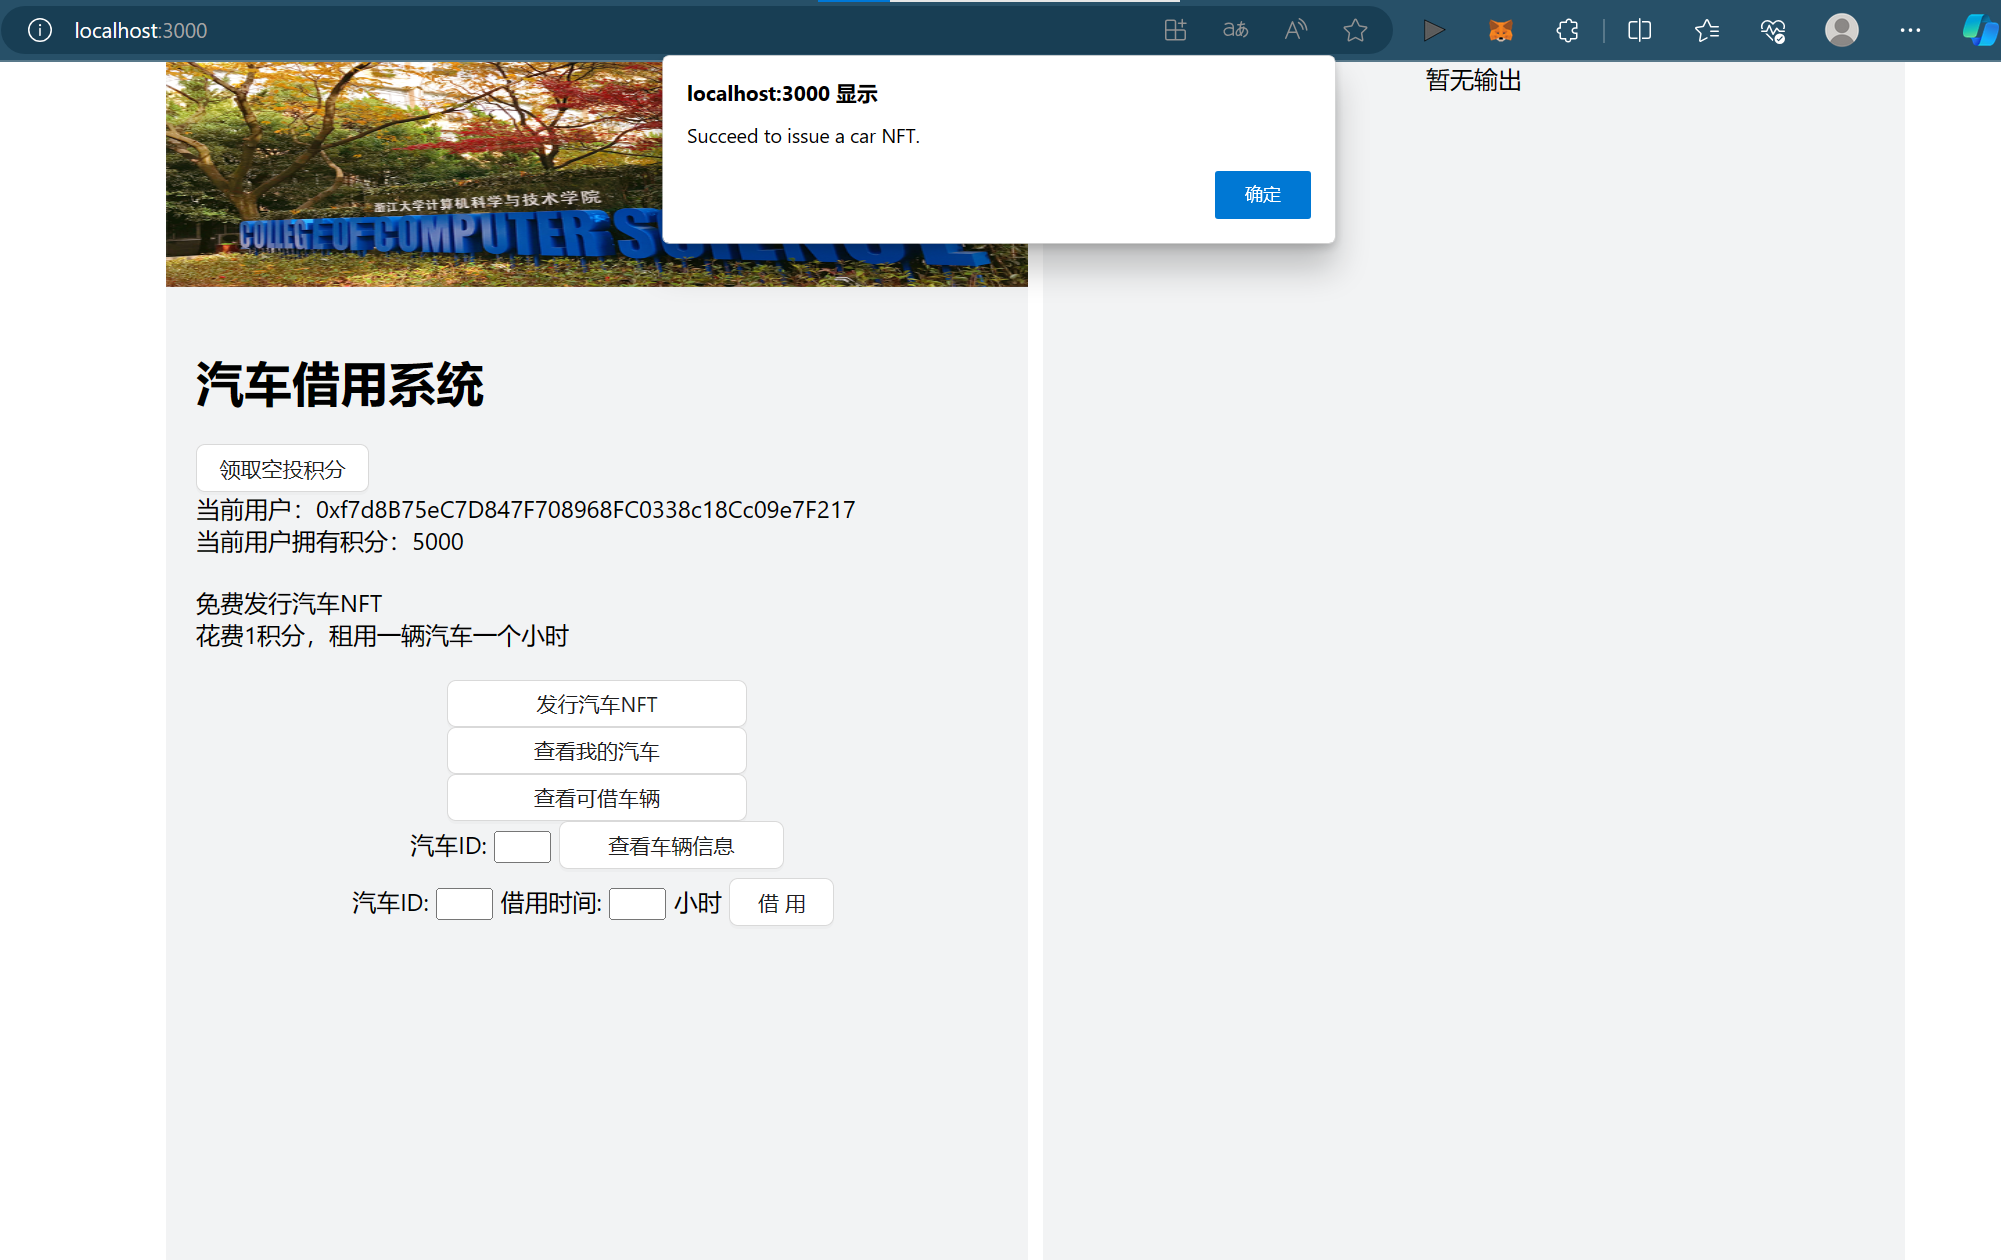 localhost:3000
localhost:3000 显示
Succeed to issue a car NFT.
确定
暂无输出
浙江大学计算机科学与技术学院
COLLEGE OF COMPUTER
汽车借用系统
领取空投积分
当前用户：0xf7d8B75eC7D847F708968FC0338c18Cc09e7F217
当前用户拥有积分：5000
免费发行汽车NFT
花费1积分，租用一辆汽车一个小时
发行汽车NFT
查看我的汽车
查看可借车辆
汽车ID: 查看车辆信息
汽车ID: 借用时间: 小时 借 用